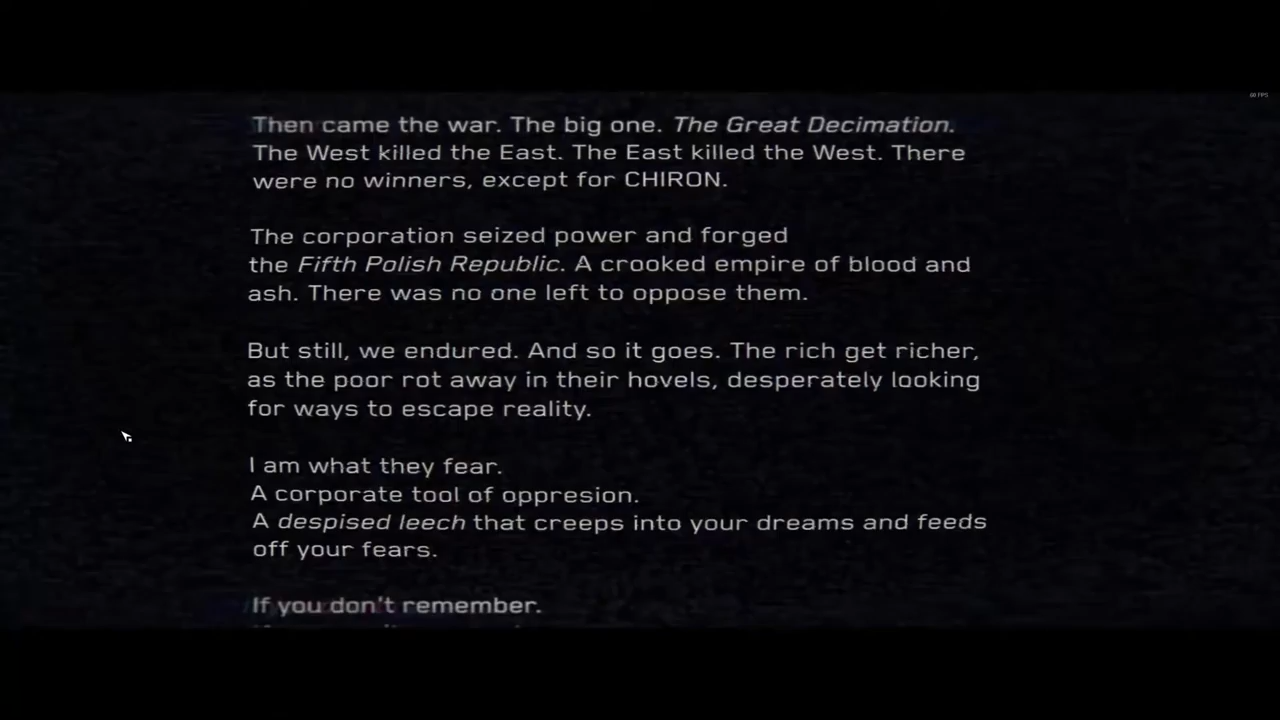 60 FPS
Then came the war. The big one. The Great Decimation.
The West killed the East. The East killed the West. There
were no winners, except for CHIRON.
The corporation seized power and forged
the Fifth Polish Republic. A crooked empire of blood and
ash. There was no one left to oppose them.
But still, we endured. And so it goes. The rich get richer,
as the poor rot away in their hovels, desperately looking
for ways to escape reality.
I am what they fear.
A corporate tool of oppresion.
A despised leech that creeps into your dreams and feeds
off your fears.
If you don't remember.